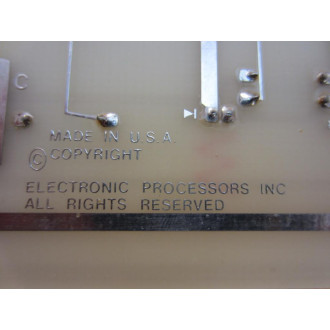 C
MADE IN U.S.A.
© COPYRIGHT
ELECTRONIC PROCESSORS INC
ALL RIGHTS RESERVED